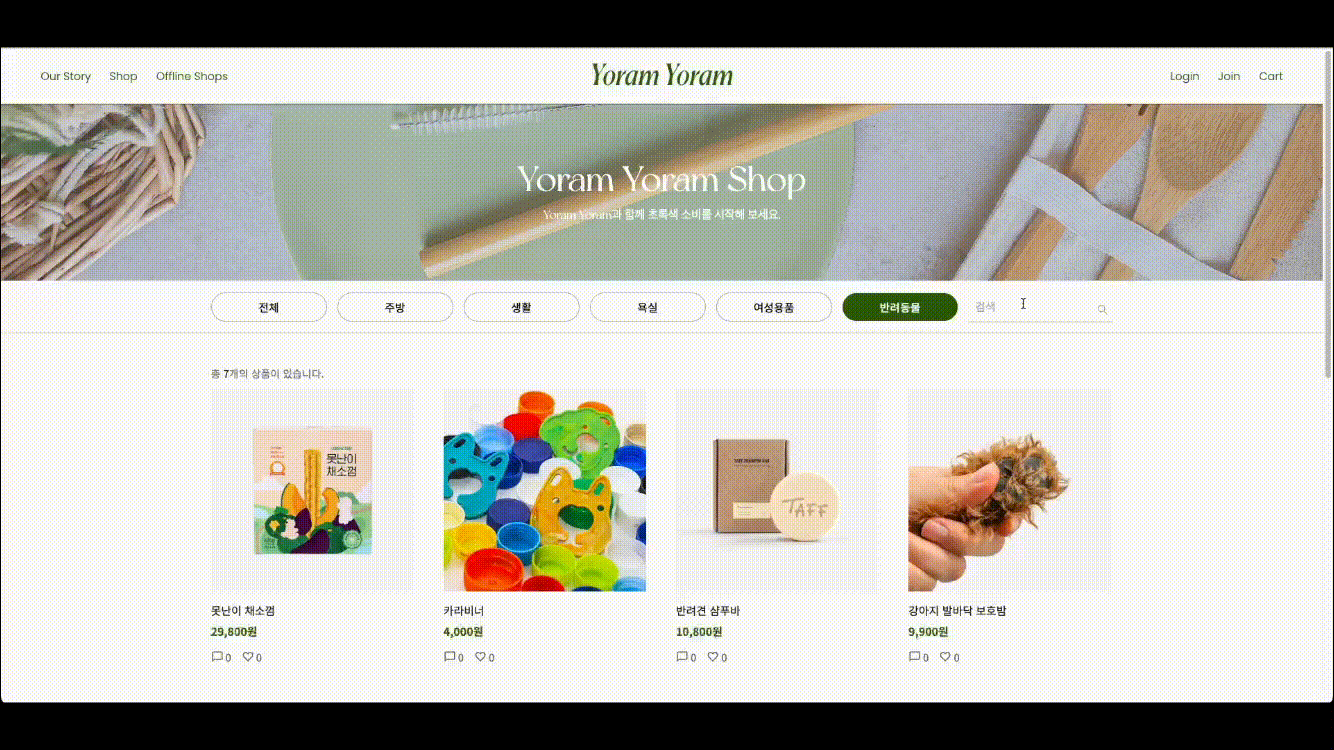 Our Story Shop Offline Shops Yoram Yoram Login Join Cart
Yoram Yoram Shop
Yoram Yoram과 함께 초록색 소비를 시작해 보세요.
전체 주방 생활 욕실 여성용품 반려동물 검색
총 7개의 상품이 있습니다.
못난이
채소껌
TAFF
못난이 채소껌 카라비너 반려견 샴푸바 강아지 발바닥 보호밤
29,800원 4,000원 10,800원 9,900원
0 0 0 0 0 0 0 0